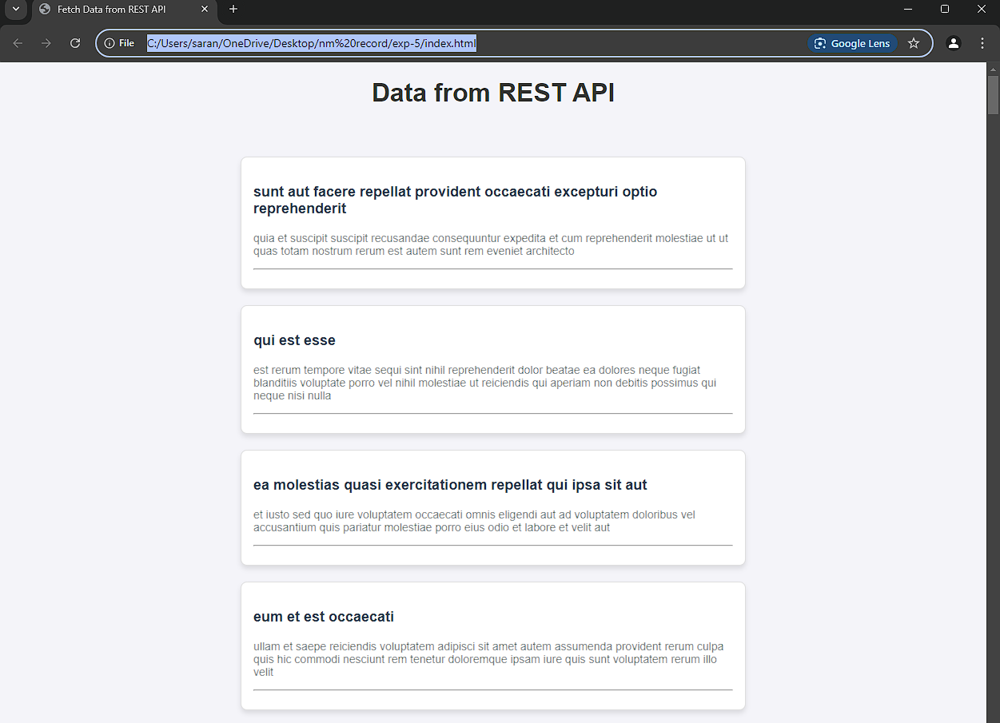 Fetch Data from REST API
File
C:/Users/saran/OneDrive/Desktop/nm%20record/exp-5/index.html
Google Lens
Data from REST API
sunt aut facere repellat provident occaecati excepturi optio
reprehenderit
quia et suscipit suscipit recusandae consequuntur expedita et cum reprehenderit molestiae ut ut
quas totam nostrum rerum est autem sunt rem eveniet architecto
qui est esse
est rerum tempore vitae sequi sint nihil reprehenderit dolor beatae ea dolores neque fugiat
blanditiis voluptate porro vel nihil molestiae ut reiciendis qui aperiam non debitis possimus qui
neque nisi nulla
ea molestias quasi exercitationem repellat qui ipsa sit aut
et iusto sed quo iure voluptatem occaecati omnis eligendi aut ad voluptatem doloribus vel
accusantium quis pariatur molestiae porro eius odio et labore et velit aut
eum et est occaecati
ullam et saepe reiciendis voluptatem adipisci sit amet autem assumenda provident rerum culpa
quis hic commodi nesciunt rem tenetur doloremque ipsam iure quis sunt voluptatem rerum illo
velit